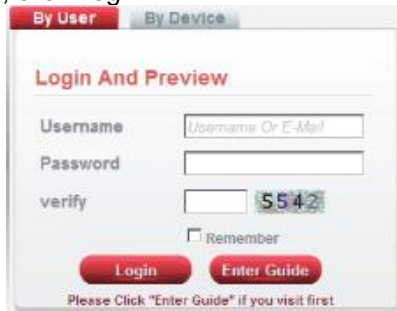 By User By Device
Login And Preview
Username Username Or E-Mail
Password
verify 5542
Remember
Login Enter Guide
Please Click "Enter Guide" if you visit first